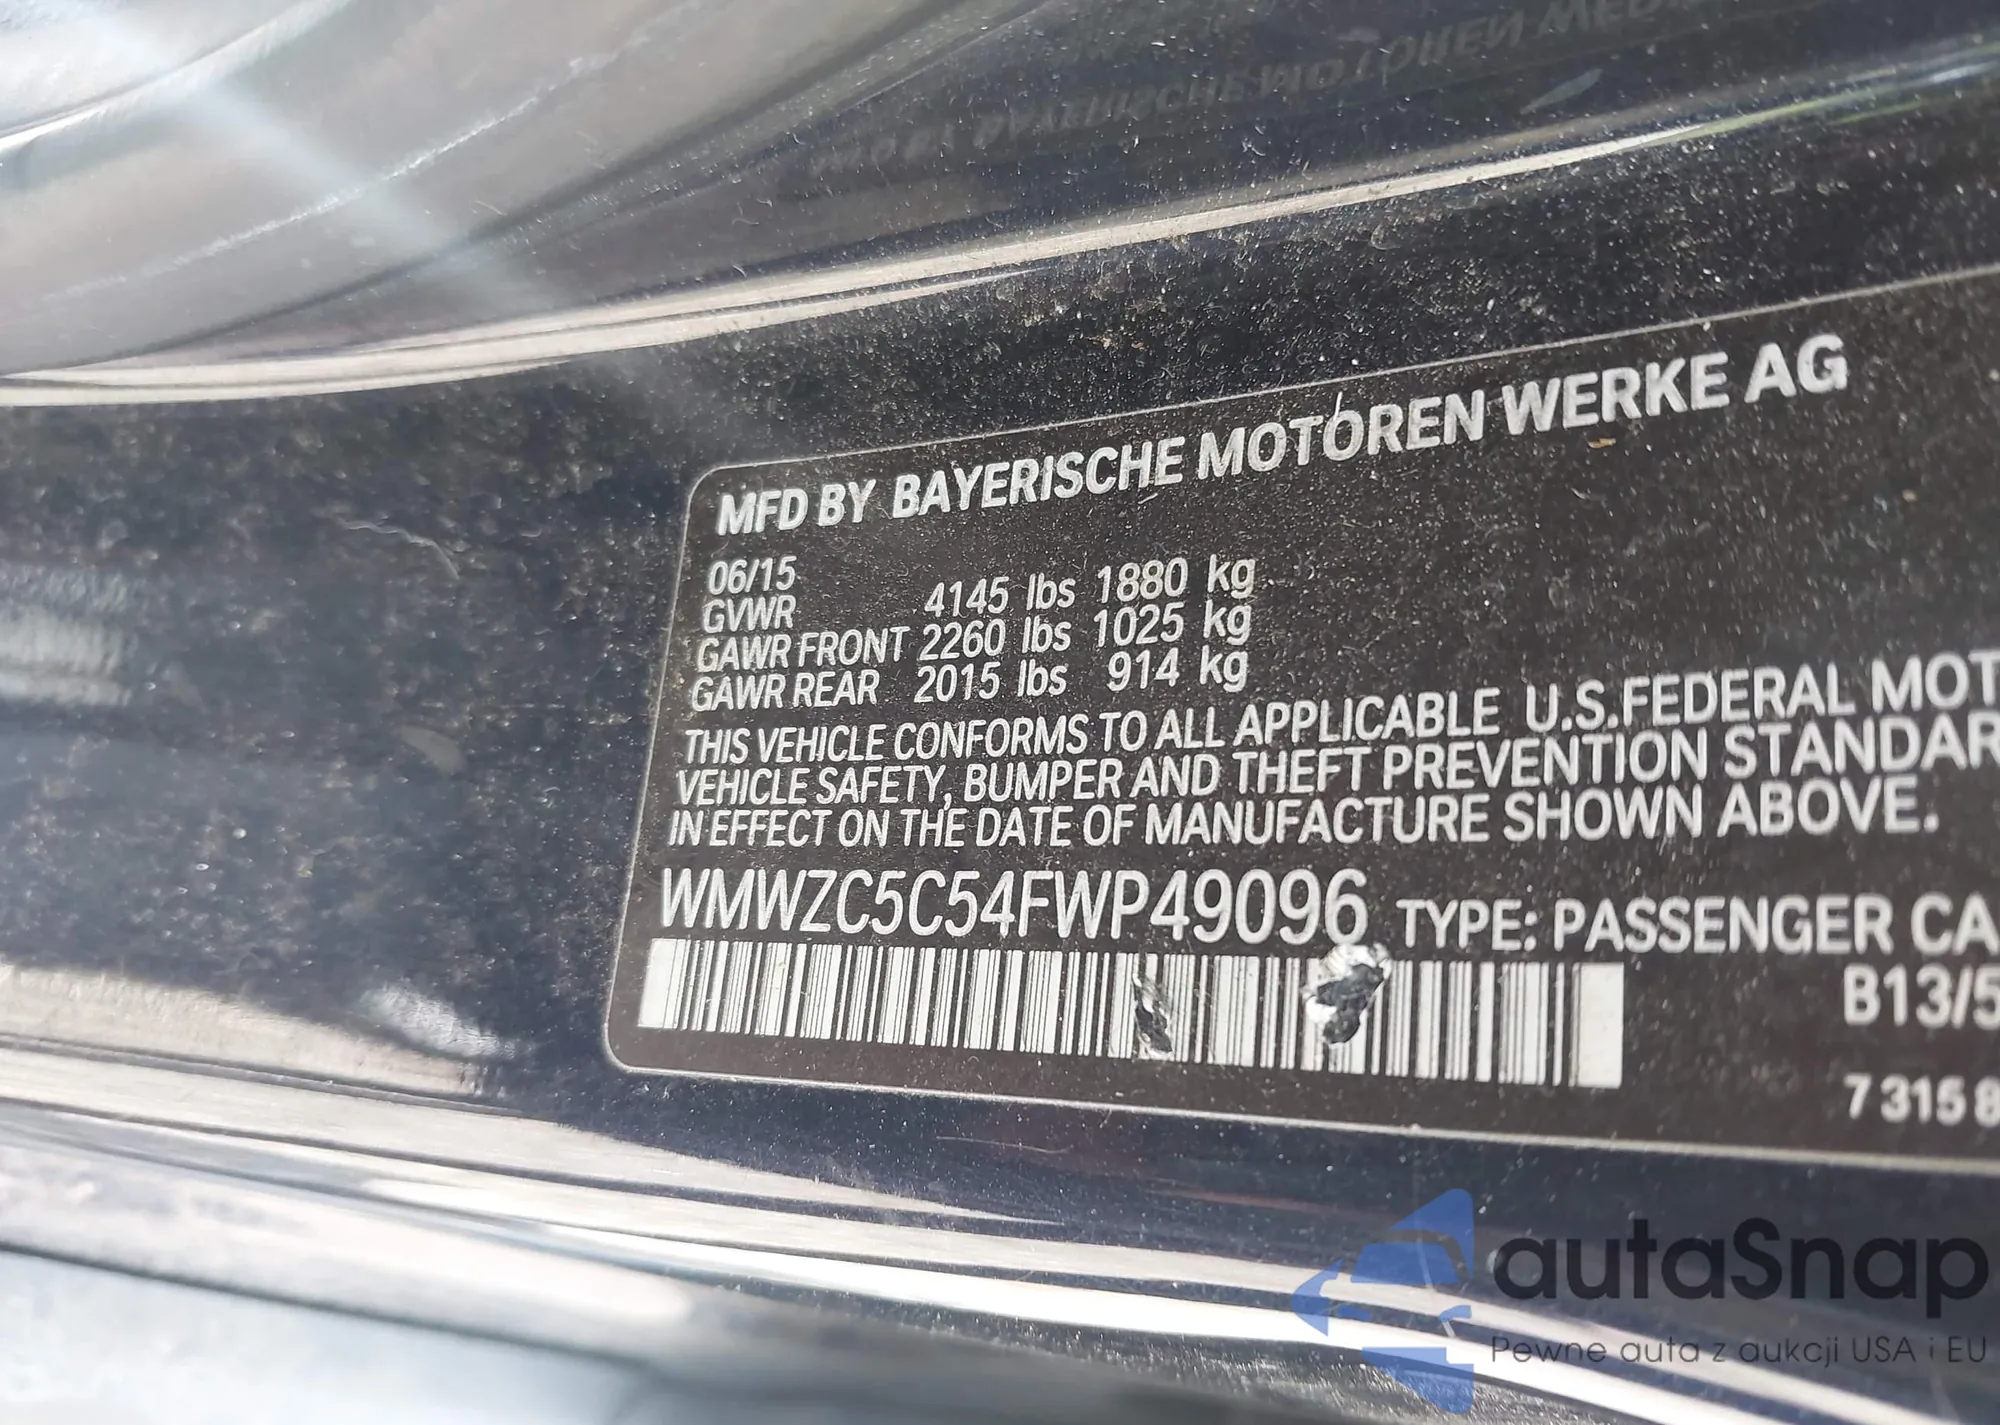 MFD BY BAYERISCHE MOTOREN WERKE AG
06/15
GVWR 4145 lbs 1880 kg
GAWR FRONT 2260 lbs 1025 kg
GAWR REAR 2015 lbs 914 kg
THIS VEHICLE CONFORMS TO ALL APPLICABLE U.S.FEDERAL MOT
VEHICLE SAFETY, BUMPER AND THEFT PREVENTION STANDAR
IN EFFECT ON THE DATE OF MANUFACTURE SHOWN ABOVE.
WMWZC5C54FWP49096 TYPE: PASSENGER CA
B13/5
7 315 8
autaSnap
Pewne auta z aukcji USA i EU